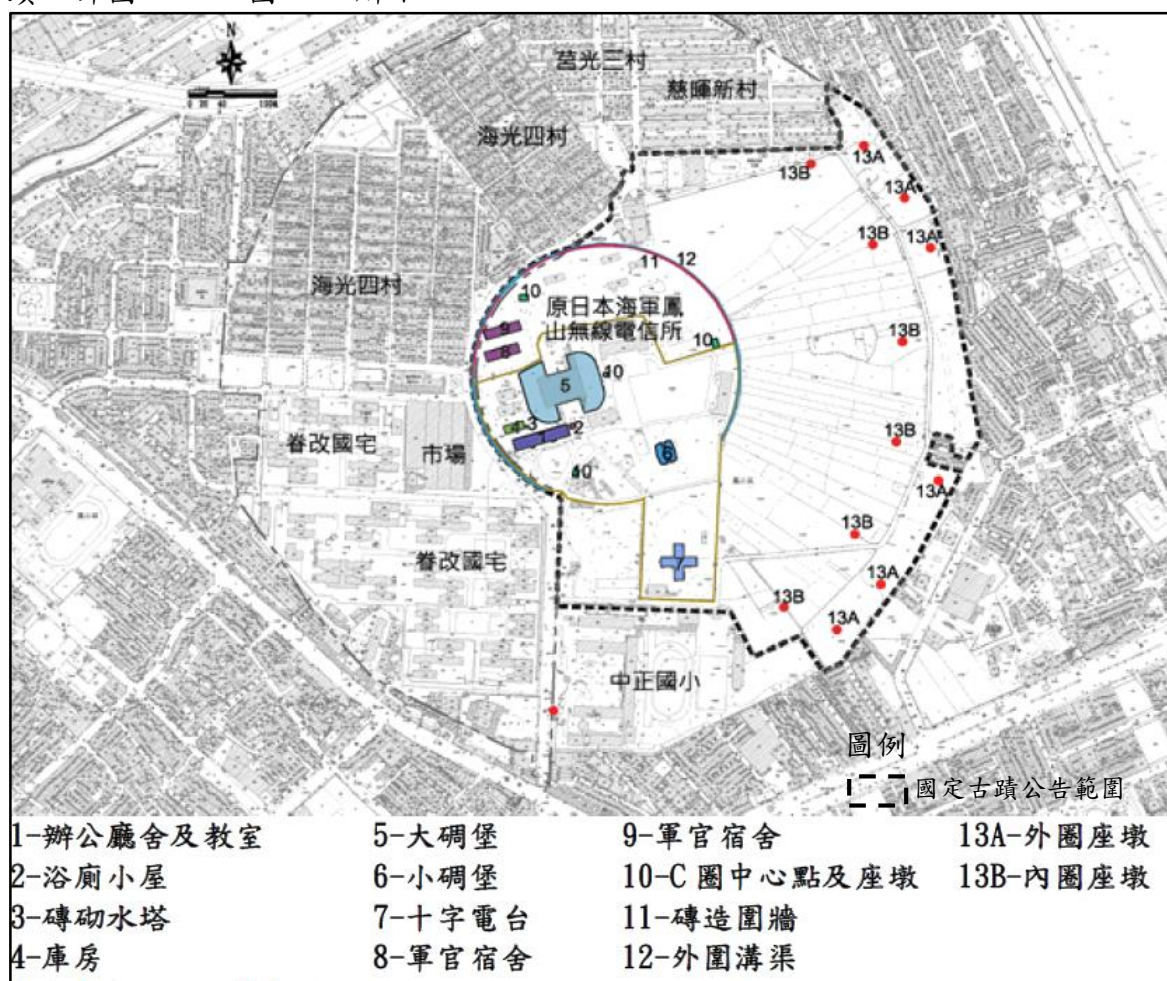 N
0 20 40 100M
莒光三村
慈暉新村
海光四村
13A
13B
13A
13B
13A
11
12
海光四村
10
原日本海軍鳳
山無線電信所
9
8
10
13B
5
10
3
2
眷改國宅
市場
6
13B
10
13A
13B
眷改國宅
7
13A
13B
13A
中正國小
圖例
國定古蹟公告範圍
1-辦公廳舍及教室 5-大碉堡 9-軍官宿舍 13A-外圈座墩
2-浴廁小屋 6-小碉堡 10-C 圈中心點及座墩 13B-內圈座墩
3-磚砌水塔 7-十字電台 11-磚造圍牆
4-庫房 8-軍官宿舍 12-外圍溝渠